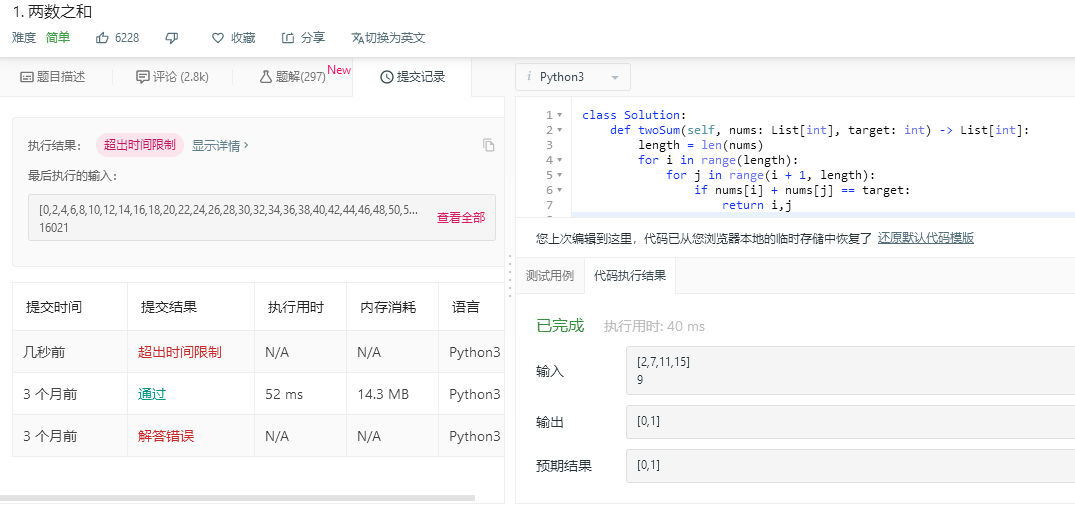 1. 两数之和
难度 简单 6228 收藏 分享 切换为英文
题目描述 评论 (2.8k) 题解(297) New 提交记录
执行结果： 超出时间限制 显示详情 ›
最后执行的输入：
[0,2,4,6,8,10,12,14,16,18,20,22,24,26,28,30,32,34,36,38,40,42,44,46,48,50,5...
16021
查看全部
提交时间 提交结果 执行用时 内存消耗 语言
几秒前 超出时间限制 N/A N/A Python3
3 个月前 通过 52 ms 14.3 MB Python3
3 个月前 解答错误 N/A N/A Python3
i Python3
1 class Solution:
2 def twoSum(self, nums: List[int], target: int) -> List[int]:
3 length = len(nums)
4 for i in range(length):
5 for j in range(i + 1, length):
6 if nums[i] + nums[j] == target:
7 return i,j
您上次编辑到这里，代码已从您浏览器本地的临时存储中恢复了 还原默认代码模版
测试用例 代码执行结果
已完成 执行用时: 40 ms
输入
[2,7,11,15]
9
输出 [0,1]
预期结果 [0,1]